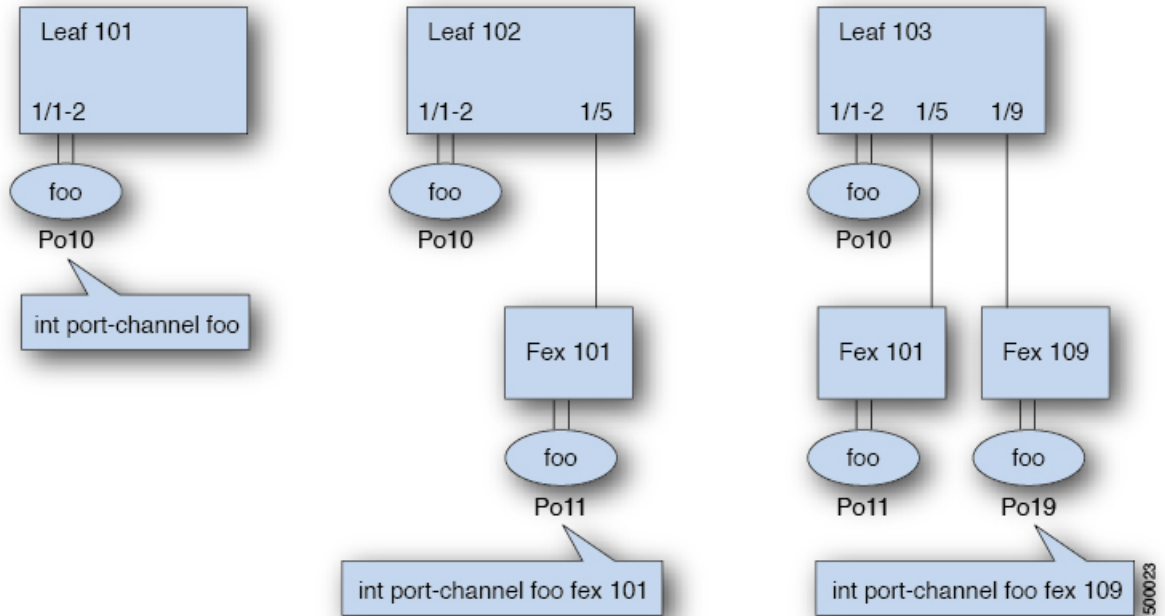 Leaf 101
1/1-2
foo
Po10
int port-channel foo
Leaf 102
1/1-2
1/5
foo
Po10
Fex 101
foo
Po11
int port-channel foo fex 101
Leaf 103
1/1-2
1/5
1/9
foo
Po10
Fex 101
Fex 109
foo
foo
Po11
Po19
int port-channel foo fex 109
500023